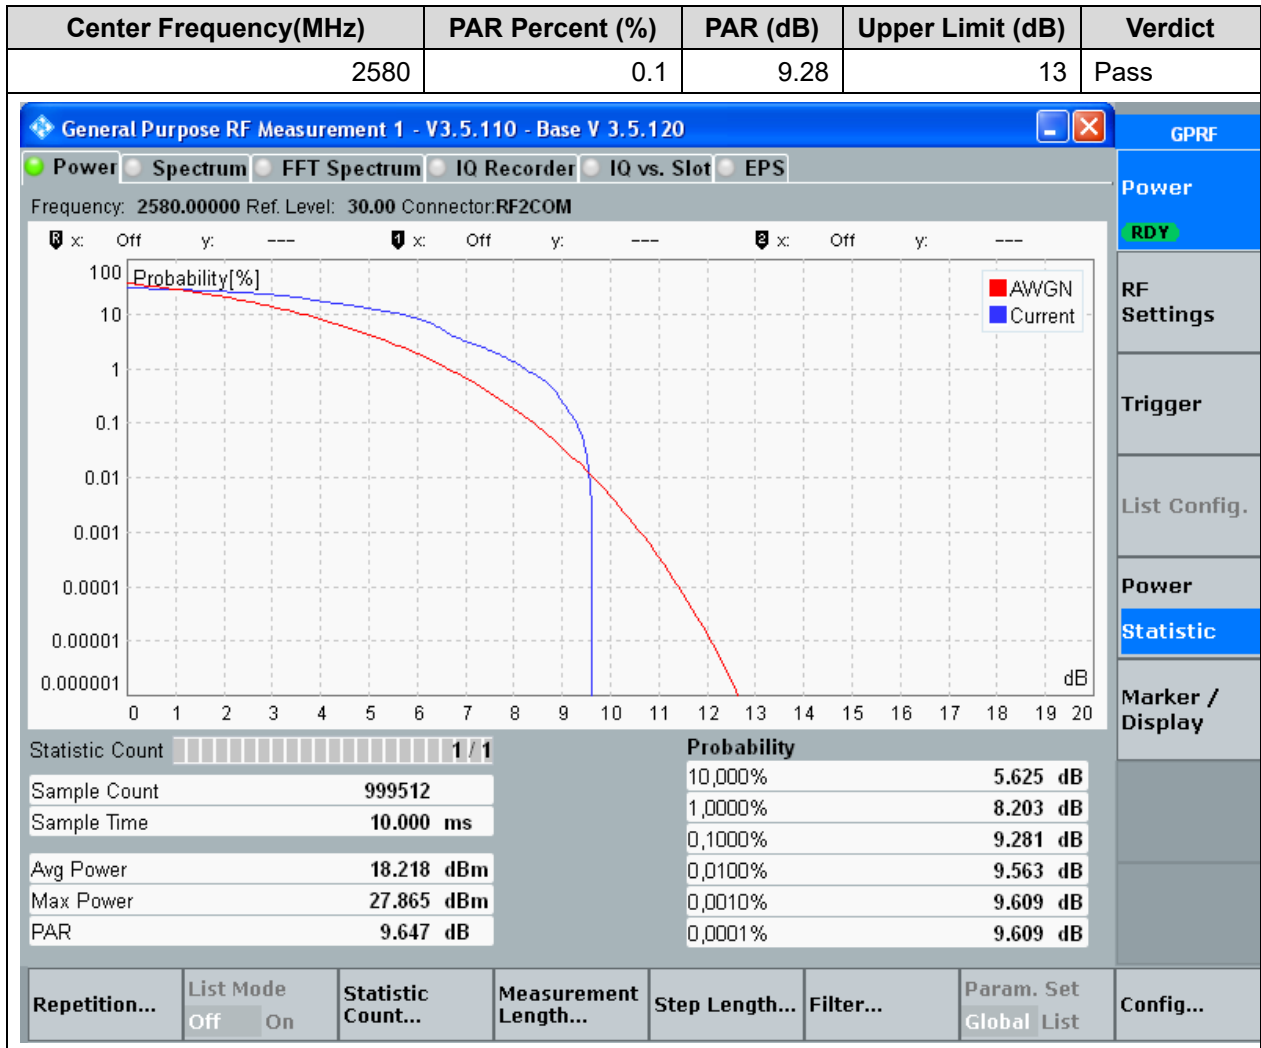 Center Frequency(MHz) PAR Percent (%) PAR (dB) Upper Limit (dB) Verdict
2580 0.1 9.28 13 Pass
General Purpose RF Measurement 1 - V3.5.110 - Base V 3.5.120
GPRF
Power Spectrum FFT Spectrum IQ Recorder IQ vs. Slot EPS
Power
RDY
Frequency: 2580.00000 Ref. Level: 30.00 Connector:RF2COM
R x: Off y: --- 1 x: Off y: --- 2 x: Off y: ---
100 Probability[%]
AWGN
Current
10
1
0.1
0.01
0.001
0.0001
0.00001
0.000001
dB
0 1 2 3 4 5 6 7 8 9 10 11 12 13 14 15 16 17 18 19 20
RF
Settings
Trigger
List Config.
Power
Statistic
Marker /
Display
Statistic Count 1 / 1
Sample Count 999512
Sample Time 10.000 ms
Avg Power 18.218 dBm
Max Power 27.865 dBm
PAR 9.647 dB
Probability
10,000% 5.625 dB
1,0000% 8.203 dB
0,1000% 9.281 dB
0,0100% 9.563 dB
0,0010% 9.609 dB
0,0001% 9.609 dB
Repetition...
List Mode
Off On
Statistic
Count...
Measurement
Length...
Step Length...
Filter...
Param. Set
Global List
Config...